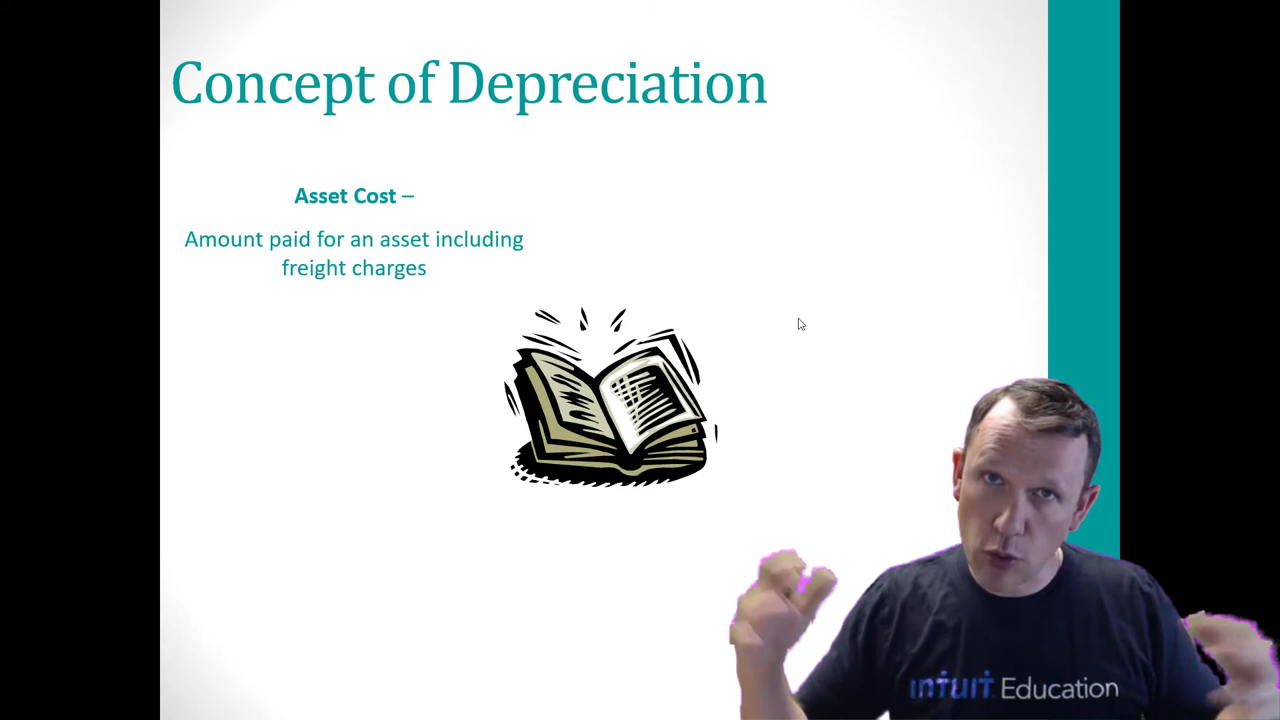 Concept of Depreciation
Asset Cost –
Amount paid for an asset including
freight charges
INTUIT Education